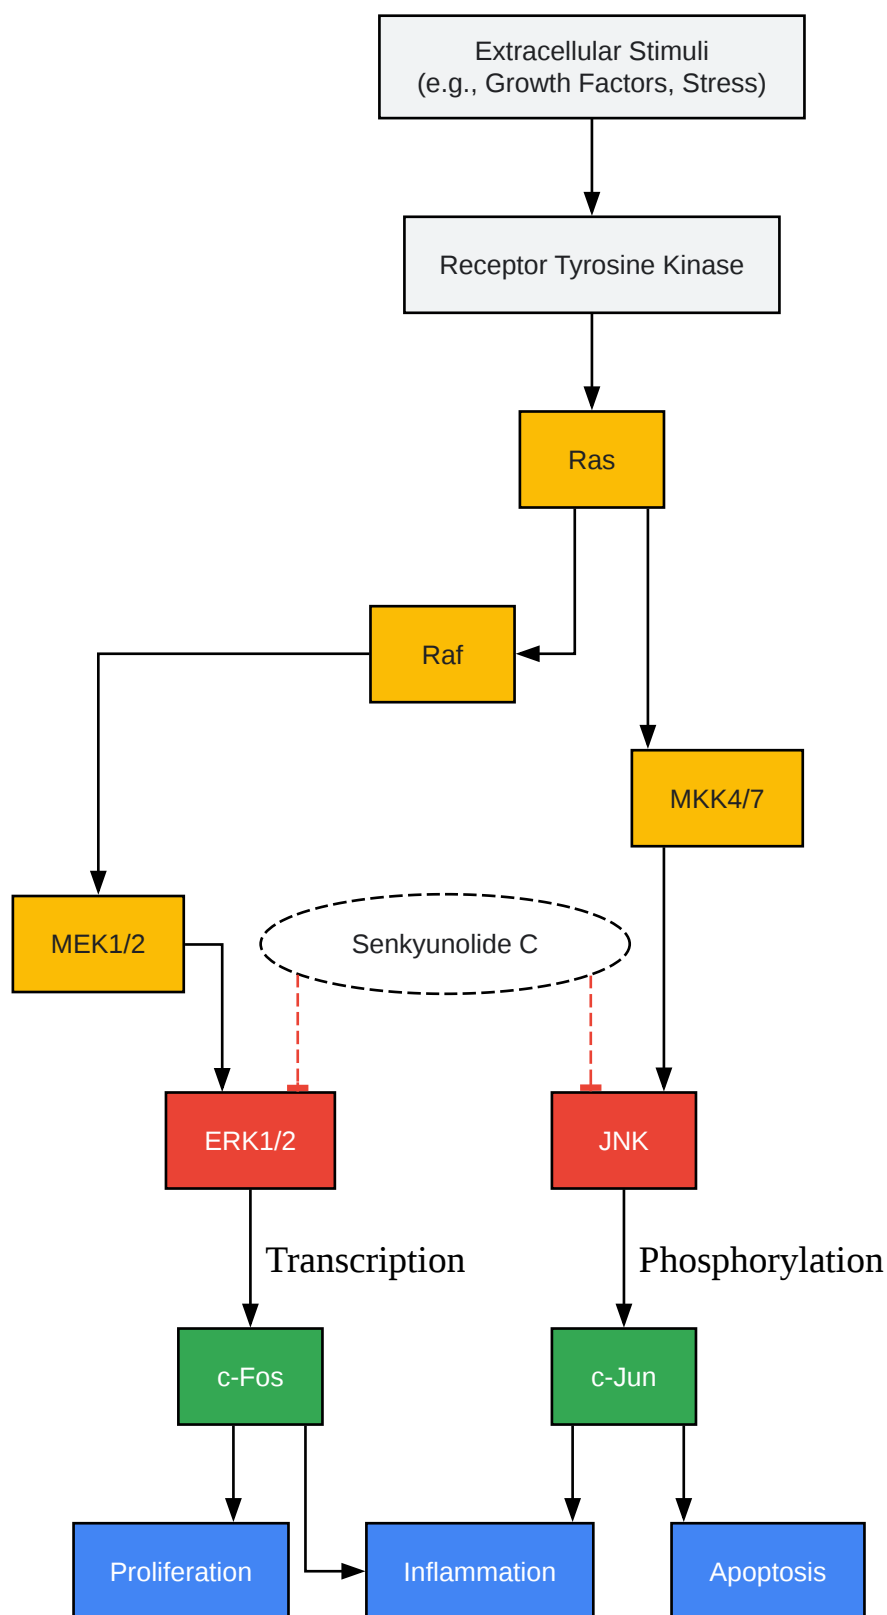 Extracellular Stimuli
(e.g., Growth Factors, Stress)
Receptor Tyrosine Kinase
Ras
Raf
MKK4/7
MEK1/2
Senkyunolide C
ERK1/2
JNK
Transcription
Phosphorylation
c-Fos
c-Jun
Proliferation
Inflammation
Apoptosis